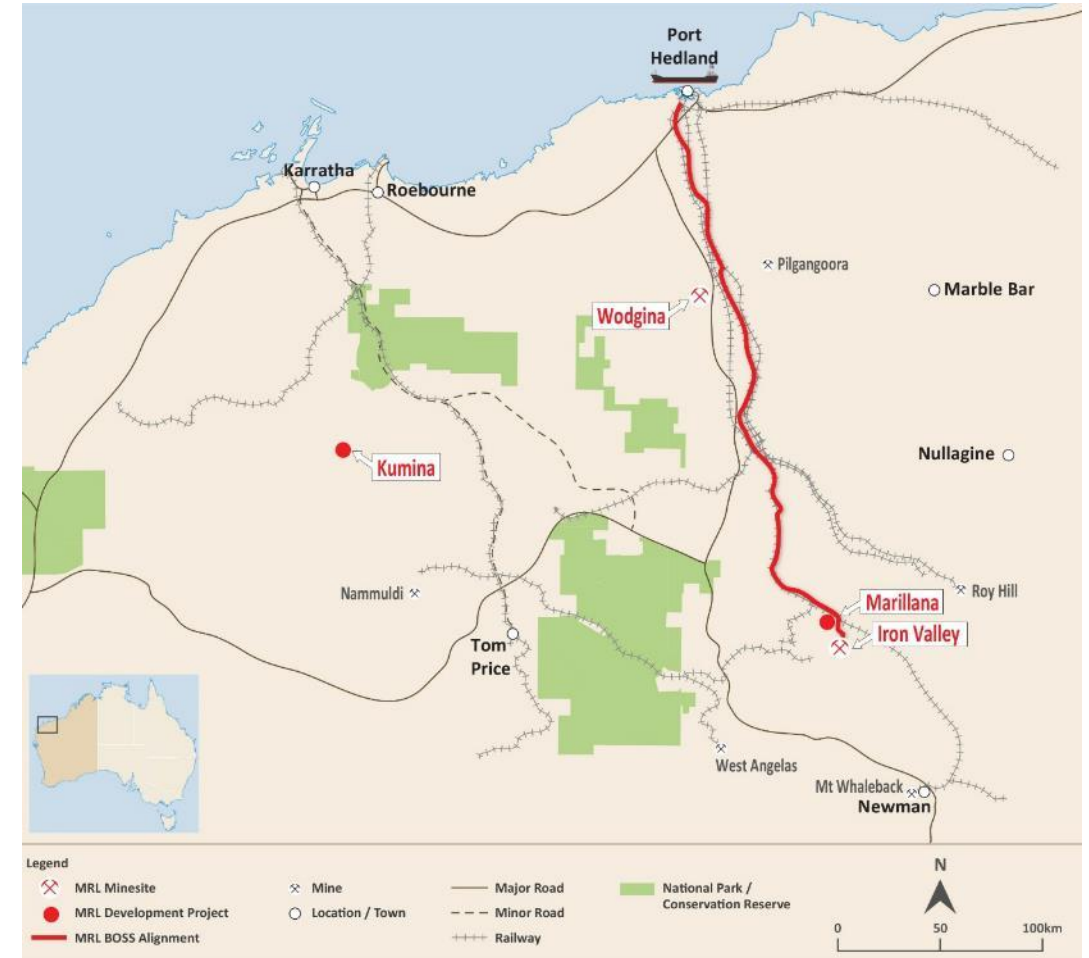 Port
Hedland
Karratha
Roebourne
Pilgangoora
Marble Bar
Wodgina
Kumina
Nullagine
Nammuldi
Roy Hill
Marillana
Iron Valley
Tom
Price
West Angelas
Mt Whaleback
Newman
Legend
MRL Minesite
Mine
Major Road
National Park /
Conservation Reserve
MRL Development Project
Location / Town
Minor Road
MRL BOSS Alignment
Railway
N
0 50 100km